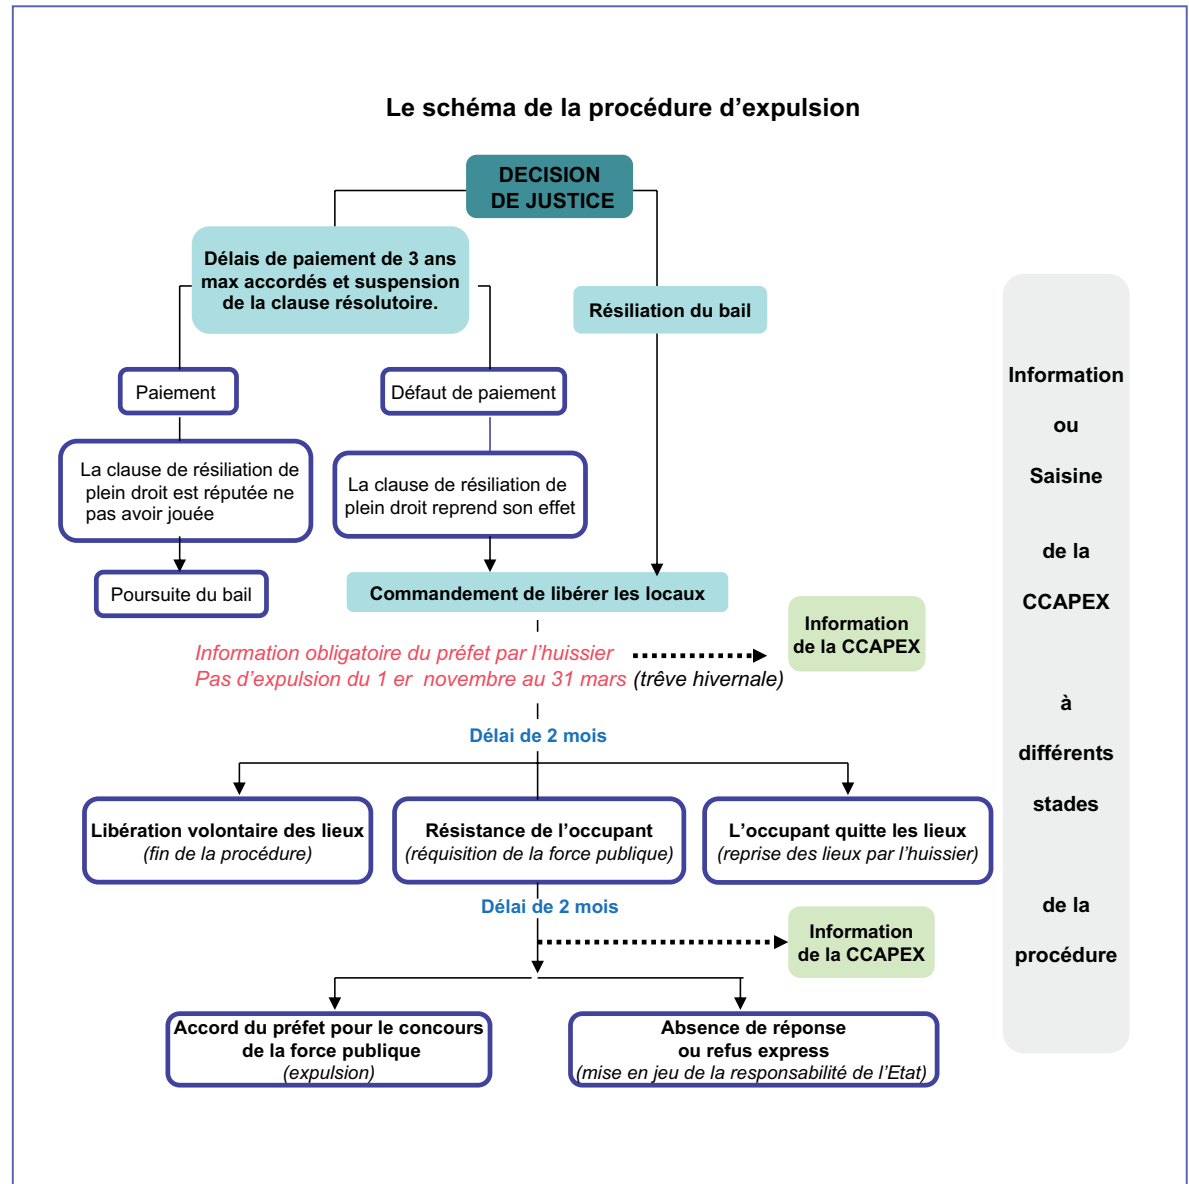 Le schéma de la procédure d’expulsion
DECISION
DE JUSTICE
Délais de paiement de 3 ans
max accordés et suspension
de la clause résolutoire.
Résiliation du bail
Paiement
Défaut de paiement
La clause de résiliation de
plein droit est réputée ne
pas avoir jouée
La clause de résiliation de
plein droit reprend son effet
Poursuite du bail
Commandement de libérer les locaux
Information obligatoire du préfet par l’huissier
Pas d’expulsion du 1 er novembre au 31 mars (trêve hivernale)
Information
de la CCAPEX
Délai de 2 mois
Libération volontaire des lieux
(fin de la procédure)
Résistance de l’occupant
(réquisition de la force publique)
L’occupant quitte les lieux
(reprise des lieux par l’huissier)
Délai de 2 mois
Information
de la CCAPEX
Accord du préfet pour le concours
de la force publique
(expulsion)
Absence de réponse
ou refus express
(mise en jeu de la responsabilité de l’Etat)
Information
ou
Saisine
de la
CCAPEX
à
différents
stades
de la
procédure